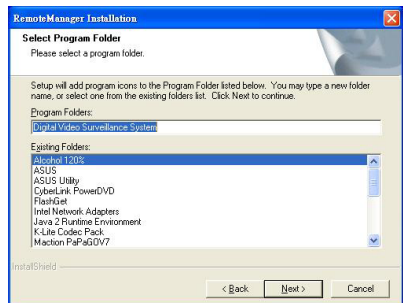 RemoteManager Installation
Select Program Folder
Please select a program folder.
Setup will add program icons to the Program Folder listed below. You may type a new folder
name, or select one from the existing folders list. Click Next to continue.
Program Folders:
Digital Video Surveillance System
Existing Folders:
Alcohol 120%
ASUS
ASUS Utility
CyberLink PowerDVD
FlashGet
Intel Network Adapters
Java 2 Runtime Environment
K-Lite Codec Pack
Maction PaPaGO!V7
InstallShield
< Back
Next >
Cancel